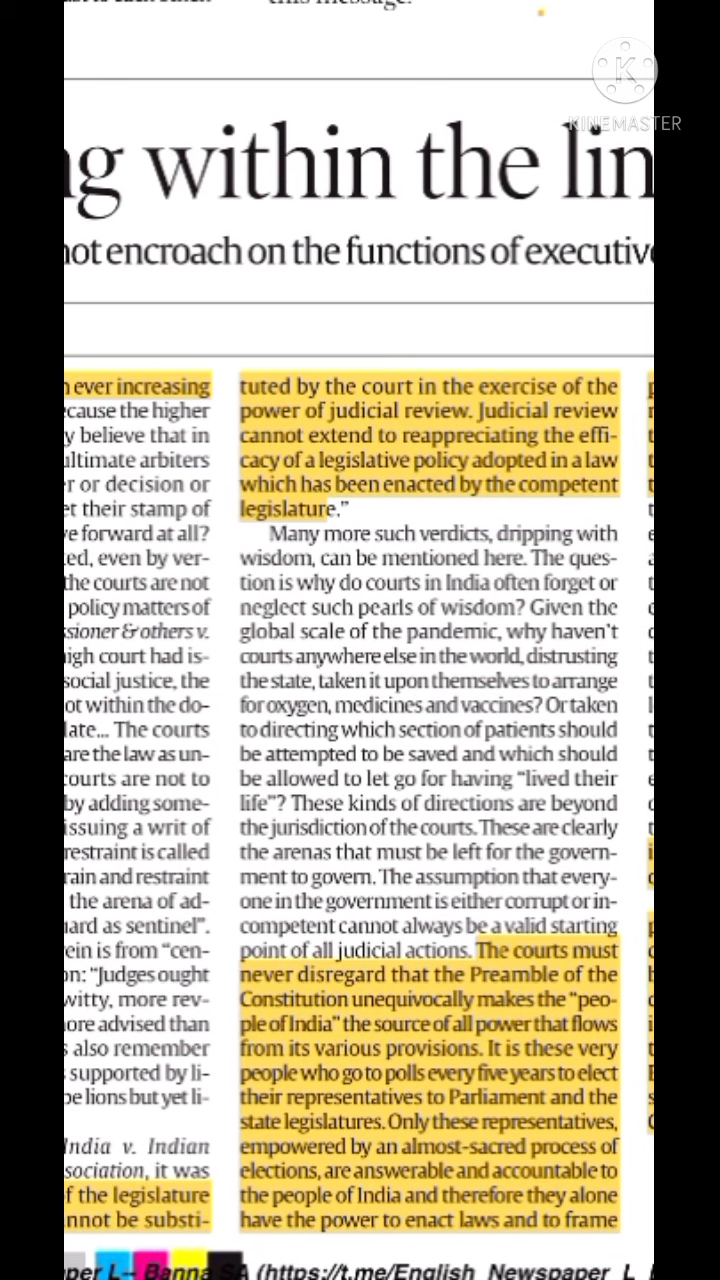 this message.
KINEMASTER
ng within the lin
not encroach on the functions of executive
ever increasing
ecause the higher
y believe that in
ultimate arbiters
er or decision or
et their stamp of
ve forward at all?
ed, even by ver-
the courts are not
policy matters of
ssioner & others v.
high court had is-
social justice, the
ot within the do-
late... The courts
are the law as un-
courts are not to
by adding some-
issuing a writ of
restraint is called
rain and restraint
the arena of ad-
uard as sentinel".
ein is from "cen-
on: "Judges ought
witty, more rev-
more advised than
s also remember
supported by li-
be lions but yet li-
India v. Indian
sociation, it was
of the legislature
nnot be substi-
tuted by the court in the exercise of the
power of judicial review. Judicial review
cannot extend to reappreciating the effi-
cacy of a legislative policy adopted in a law
which has been enacted by the competent
legislature."
Many more such verdicts, dripping with
wisdom, can be mentioned here. The ques-
tion is why do courts in India often forget or
neglect such pearls of wisdom? Given the
global scale of the pandemic, why haven't
courts anywhere else in the world, distrusting
the state, taken it upon themselves to arrange
for oxygen, medicines and vaccines? Or taken
to directing which section of patients should
be attempted to be saved and which should
be allowed to let go for having "lived their
life"? These kinds of directions are beyond
the jurisdiction of the courts. These are clearly
the arenas that must be left for the govern-
ment to govern. The assumption that every-
one in the government is either corrupt or in-
competent cannot always be a valid starting
point of all judicial actions. The courts must
never disregard that the Preamble of the
Constitution unequivocally makes the "peo-
ple of India" the source of all power that flows
from its various provisions. It is these very
people who go to polls every five years to elect
their representatives to Parliament and the
state legislatures. Only these representatives,
empowered by an almost-sacred process of
elections, are answerable and accountable to
the people of India and therefore they alone
have the power to enact laws and to frame
per L-- Banna SA (https://t.me/English_Newspaper_L_